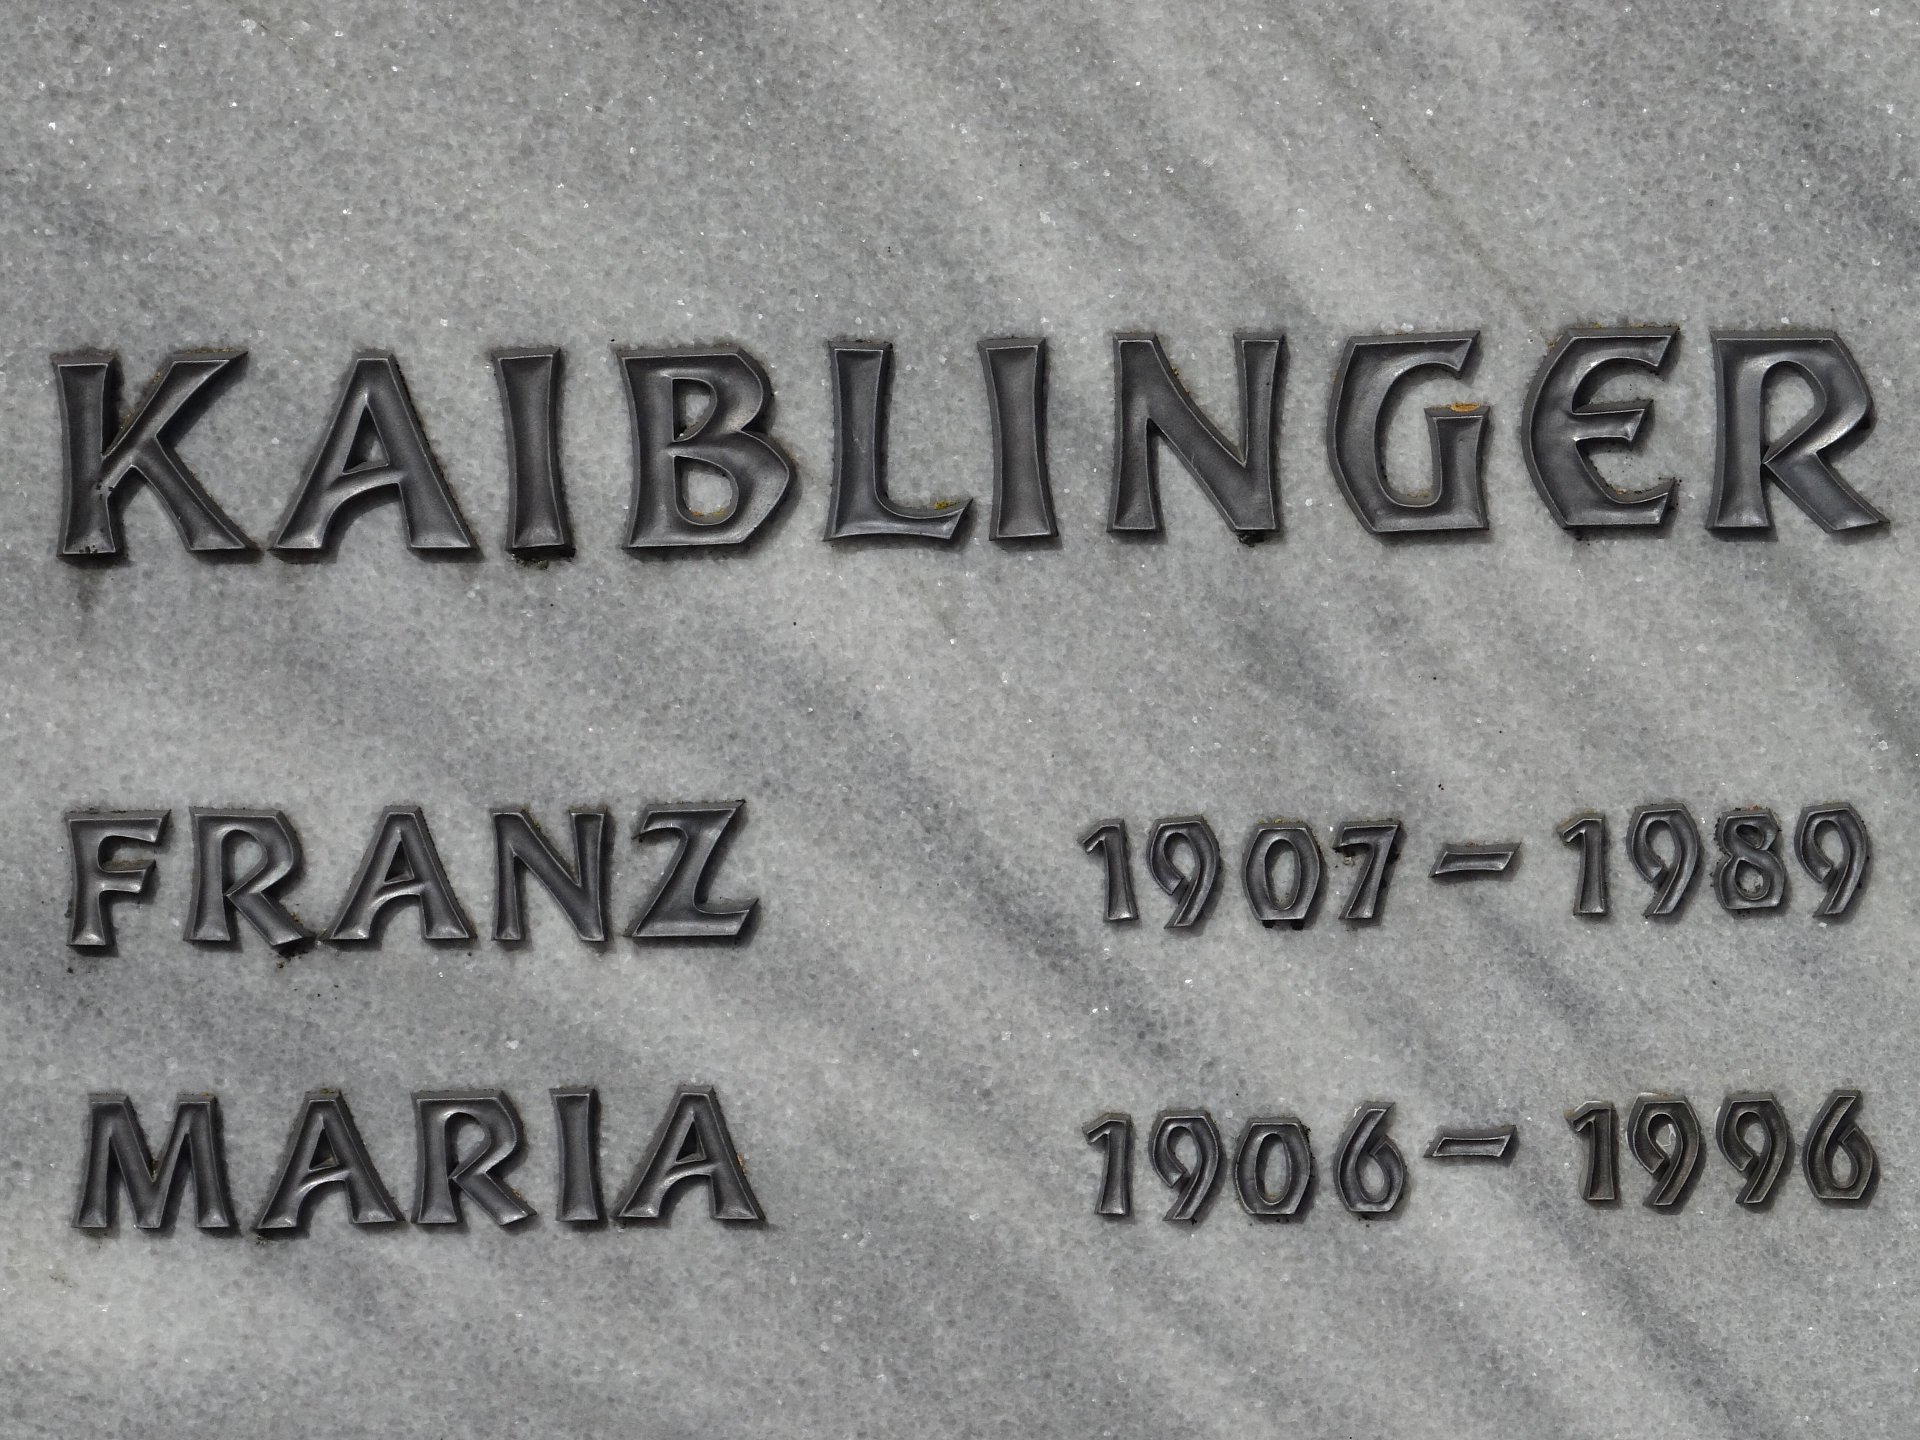 KAIBLINGER
FRANZ 1907 – 1989
MARIA 1906 – 1996